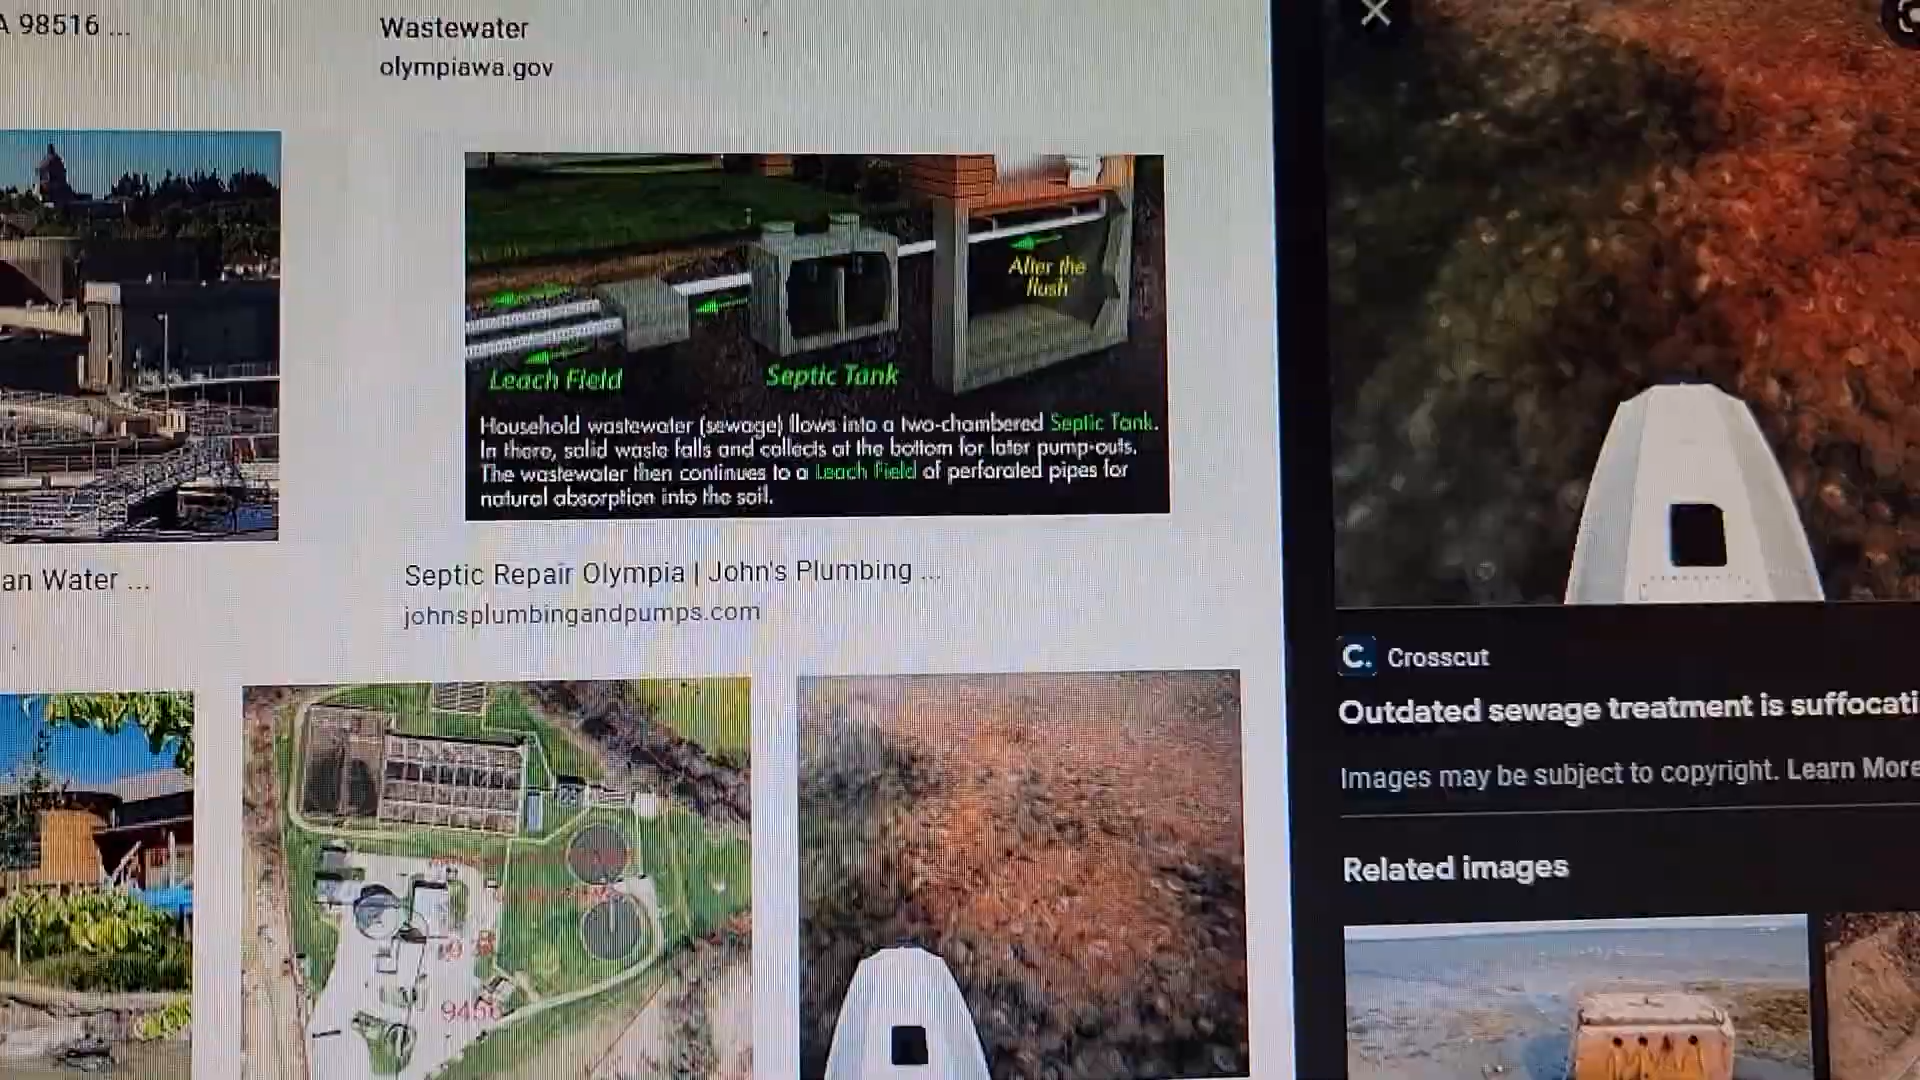 A 98516 ...
Wastewater
olympiawa.gov
After the
flush
Leach Field
Septic Tank
Household wastewater (sewage) flows into a two-chambered Septic Tank.
In there, solid waste falls and collects at the bottom for later pump-outs.
The wastewater then continues to a Leach Field of perforated pipes for
natural absorption into the soil.
an Water ...
Septic Repair Olympia | John's Plumbing ...
johnsplumbingandpumps.com
9456
C. Crosscut
Outdated sewage treatment is suffocati
Images may be subject to copyright. Learn More
Related images